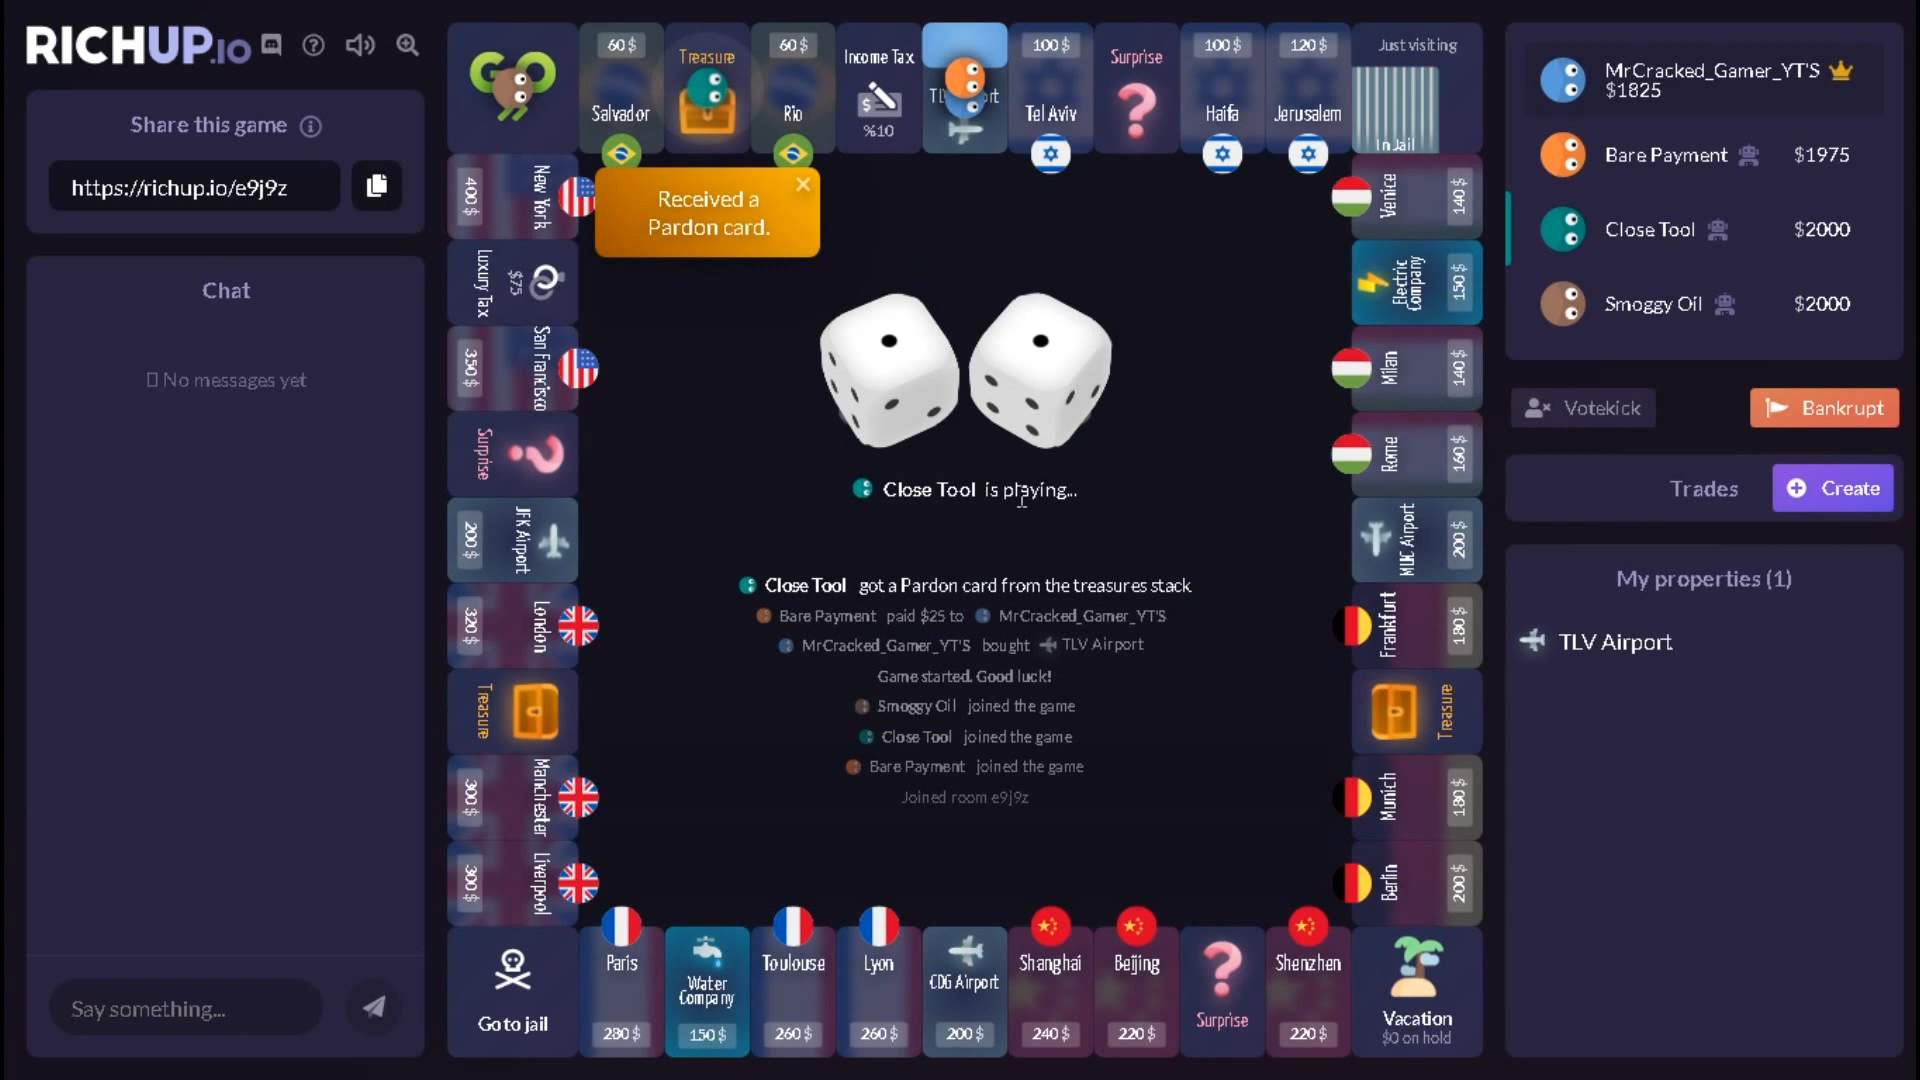 RICHUP.IO
Share this game
https://richup.io/e9j9z
Chat
No messages yet
Say something...
GO
60 $
Salvador
Treasure
60 $
Rio
Income Tax
%10
100 $
Tel Aviv
Surprise
100 $
Haifa
120 $
Jerusalem
Just visiting
In Jail
New York
400 $
Luxury Tax
$75
San Francisco
350 $
Surprise
JFK Airport
200 $
London
320 $
Treasure
Manchester
300 $
Liverpool
300 $
Received a
Pardon card.
Close Tool is playing...
Close Tool got a Pardon card from the treasures stack
Bare Payment paid $25 to MrCracked_Gamer_YT'S
MrCracked_Gamer_YT'S bought TLV Airport
Game started. Good luck!
Smoggy Oil joined the game
Close Tool joined the game
Bare Payment joined the game
Joined room e9j9z
Venice
140 $
Electric
Company
150 $
Milan
140 $
Rome
160 $
MUC Airport
200 $
Frankfurt
180 $
Treasure
Munich
180 $
Berlin
200 $
Go to jail
Paris
280 $
Water
Company
150 $
Toulouse
260 $
Lyon
260 $
CDG Airport
200 $
Shanghai
240 $
Beijing
220 $
Surprise
Shenzhen
220 $
Vacation
$0 on hold
MrCracked_Gamer_YT'S
$1825
Bare Payment $1975
Close Tool $2000
Smoggy Oil $2000
Votekick
Bankrupt
Trades
Create
My properties (1)
TLV Airport